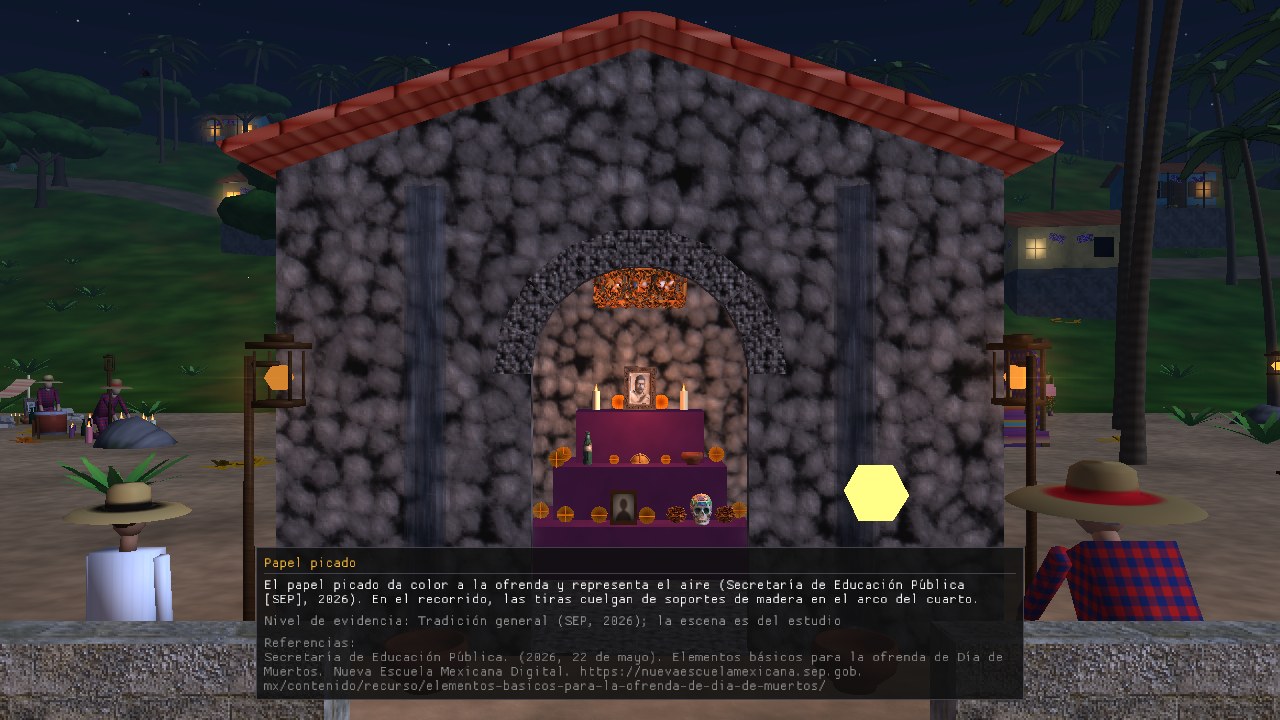 Papel picado
El papel picado da color a la ofrenda y representa el aire (Secretaría de Educación Pública
[SEP], 2026). En el recorrido, las tiras cuelgan de soportes de madera en el arco del cuarto.
Nivel de evidencia: Tradición general (SEP, 2026); la escena es del estudio
Referencias:
Secretaría de Educación Pública. (2026, 22 de mayo). Elementos básicos para la ofrenda de Día de
Muertos. Nueva Escuela Mexicana Digital. https://nuevaescuelamexicana.sep.gob.
mx/contenido/recurso/elementos-basicos-para-la-ofrenda-de-dia-de-muertos/